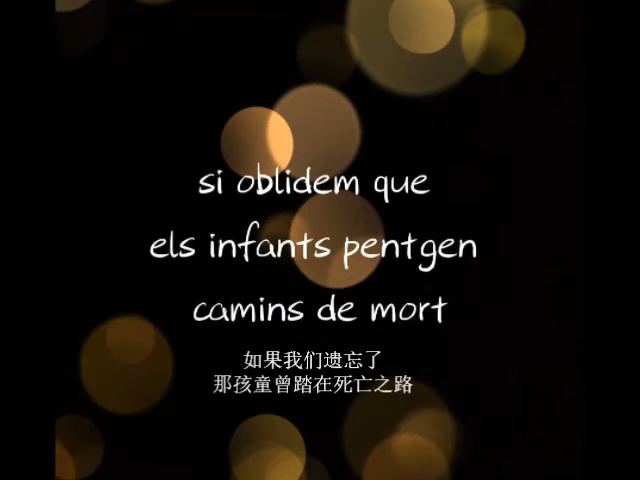 si oblidem que
els infants pentgen
camins de mort
如果我们遗忘了
那孩童曾踏在死亡之路